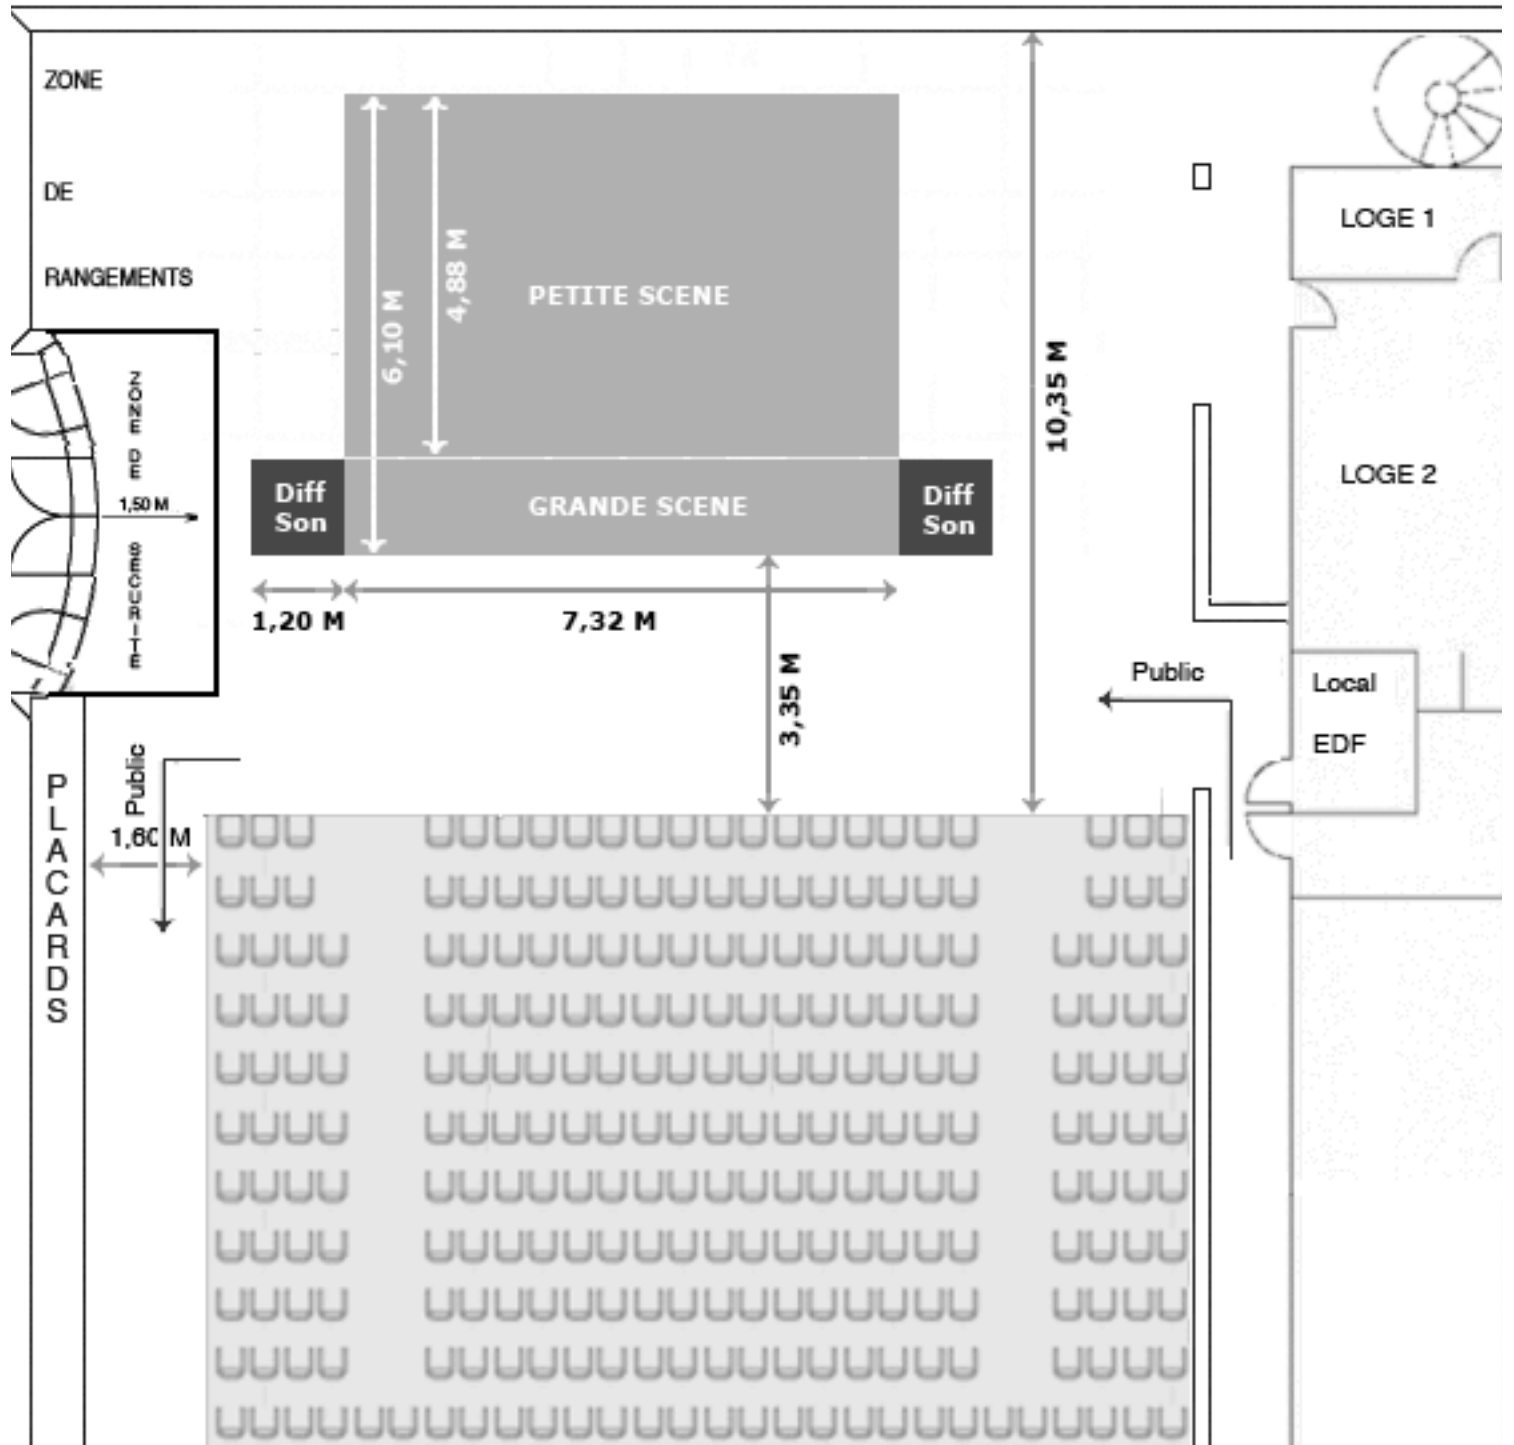 ZONE
DE
RANGEMENTS
LOGE 1
4,88 M
6,10 M
PETITE SCENE
10,35 M
ZONE DE SECURITE
1,50 M
LOGE 2
Diff
Son
GRANDE SCENE
Diff
Son
1,20 M
7,32 M
3,35 M
Public
Local
EDF
Public
PLACARDS
1,60 M